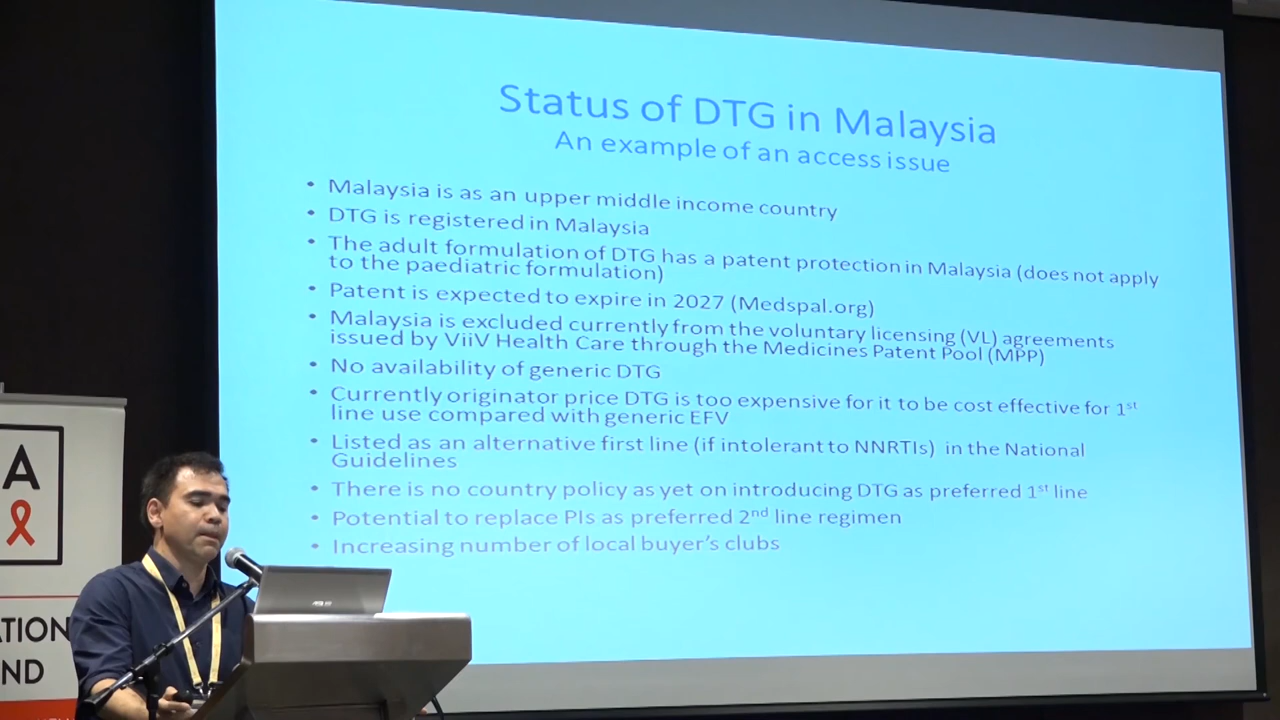 Status of DTG in Malaysia
An example of an access issue
• Malaysia is as an upper middle income country
• DTG is registered in Malaysia
• The adult formulation of DTG has a patent protection in Malaysia (does not apply
to the paediatric formulation)
• Patent is expected to expire in 2027 (Medspal.org)
• Malaysia is excluded currently from the voluntary licensing (VL) agreements
issued by ViiV Health Care through the Medicines Patent Pool (MPP)
• No availability of generic DTG
• Currently originator price DTG is too expensive for it to be cost effective for 1st
line use compared with generic EFV
• Listed as an alternative first line (if intolerant to NNRTIs) in the National
Guidelines
• There is no country policy as yet on introducing DTG as preferred 1st line
• Potential to replace PIs as preferred 2nd line regimen
• Increasing number of local buyer's clubs
A
ATION
ND